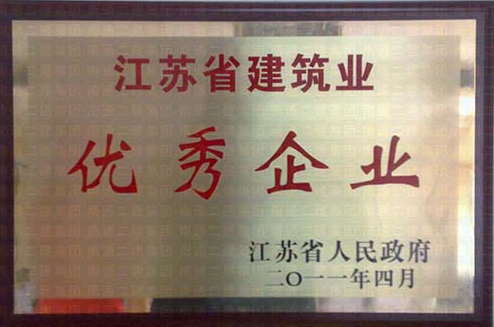 江苏省建筑业
优秀企业
江苏省人民政府
二〇一一年四月